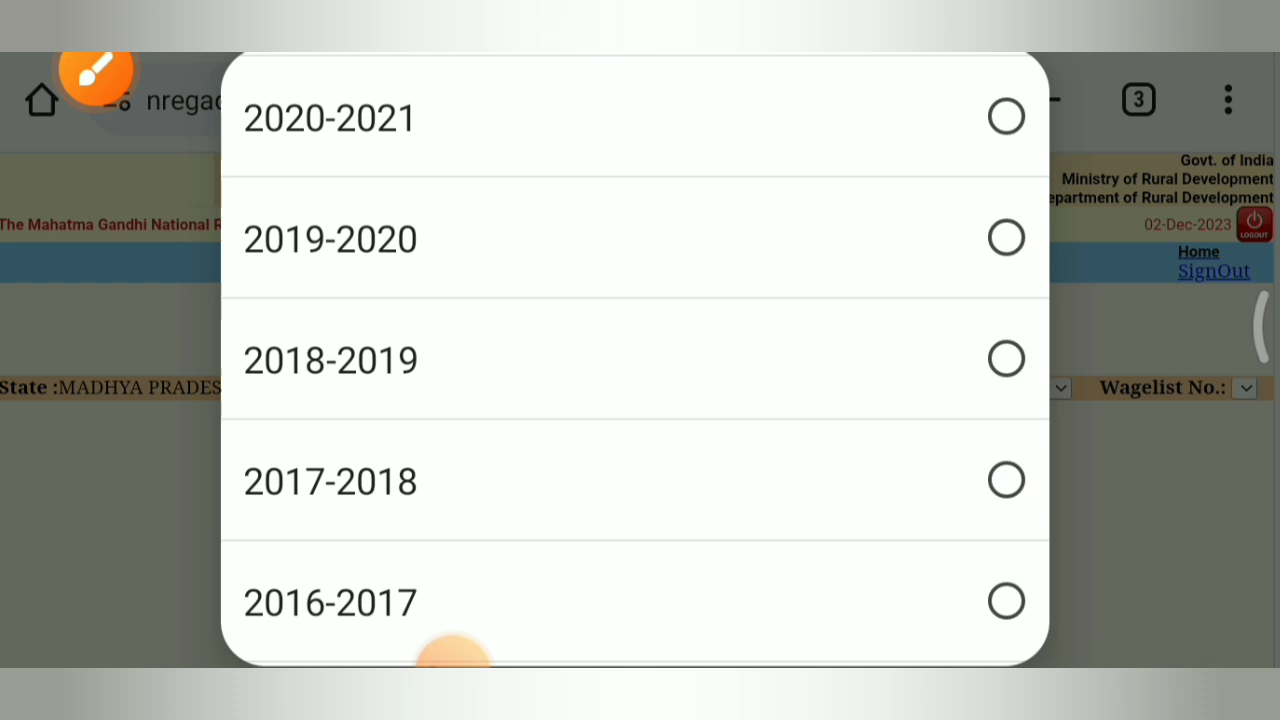 nregac
3
Govt. of India
Ministry of Rural Development
epartment of Rural Development
The Mahatma Gandhi National R
02-Dec-2023
LOGOUT
Home
SignOut
State :MADHYA PRADES
Wagelist No.:
2020-2021
2019-2020
2018-2019
2017-2018
2016-2017